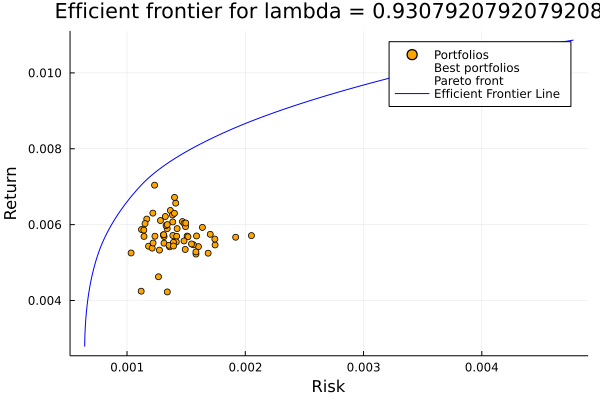 Efficient frontier for lambda = 0.9307920792079208
Portfolios
Best portfolios
Pareto front
Efficient Frontier Line
0.010
0.008
0.006
0.004
Return
0.001
0.002
0.003
0.004
Risk